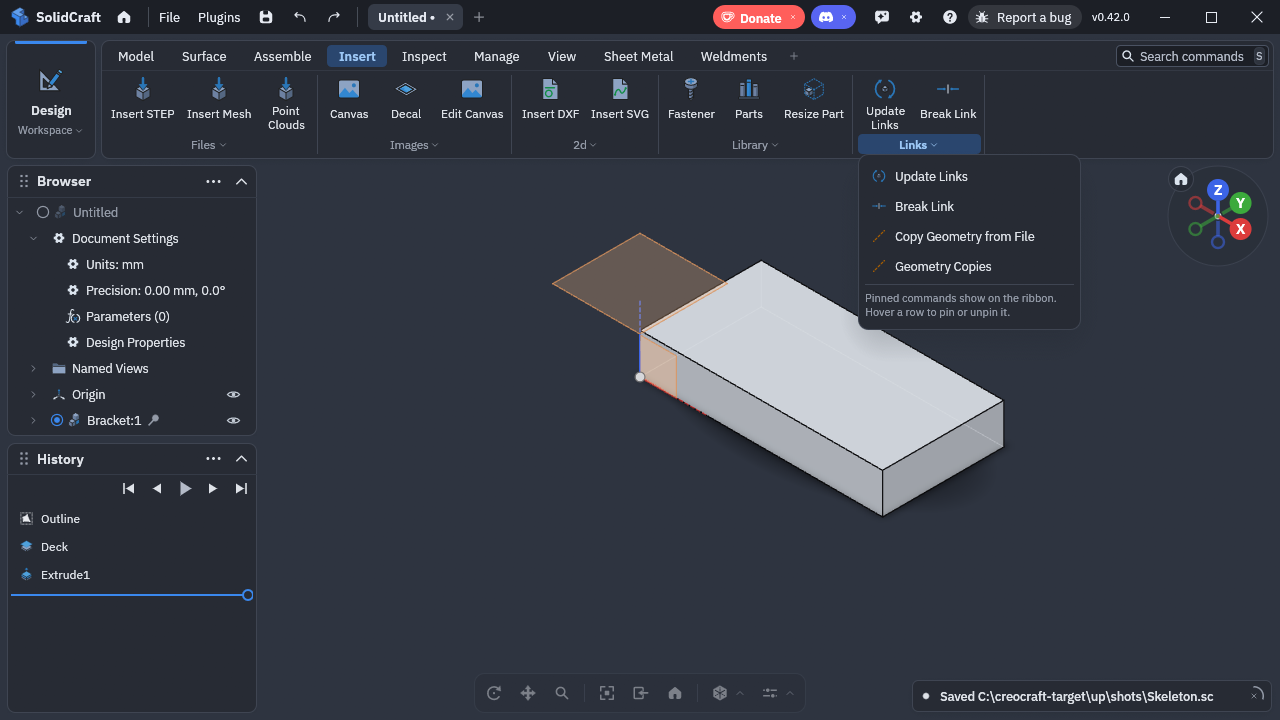 SolidCraft
File
Plugins
Untitled •
Donate
Report a bug
v0.42.0
Design
Workspace
Model
Surface
Assemble
Insert
Inspect
Manage
View
Sheet Metal
Weldments
Search commands
S
Insert STEP
Insert Mesh
Point
Clouds
Files
Canvas
Decal
Edit Canvas
Images
Insert DXF
Insert SVG
2d
Fastener
Parts
Resize Part
Library
Update
Links
Break Link
Links
Update Links
Break Link
Copy Geometry from File
Geometry Copies
Pinned commands show on the ribbon.
Hover a row to pin or unpin it.
Z
Y
X
Browser
Untitled
Document Settings
Units: mm
Precision: 0.00 mm, 0.0°
Parameters (0)
Design Properties
Named Views
Origin
Bracket:1
History
Outline
Deck
Extrude1
Saved C:\creocraft-target\up\shots\Skeleton.sc